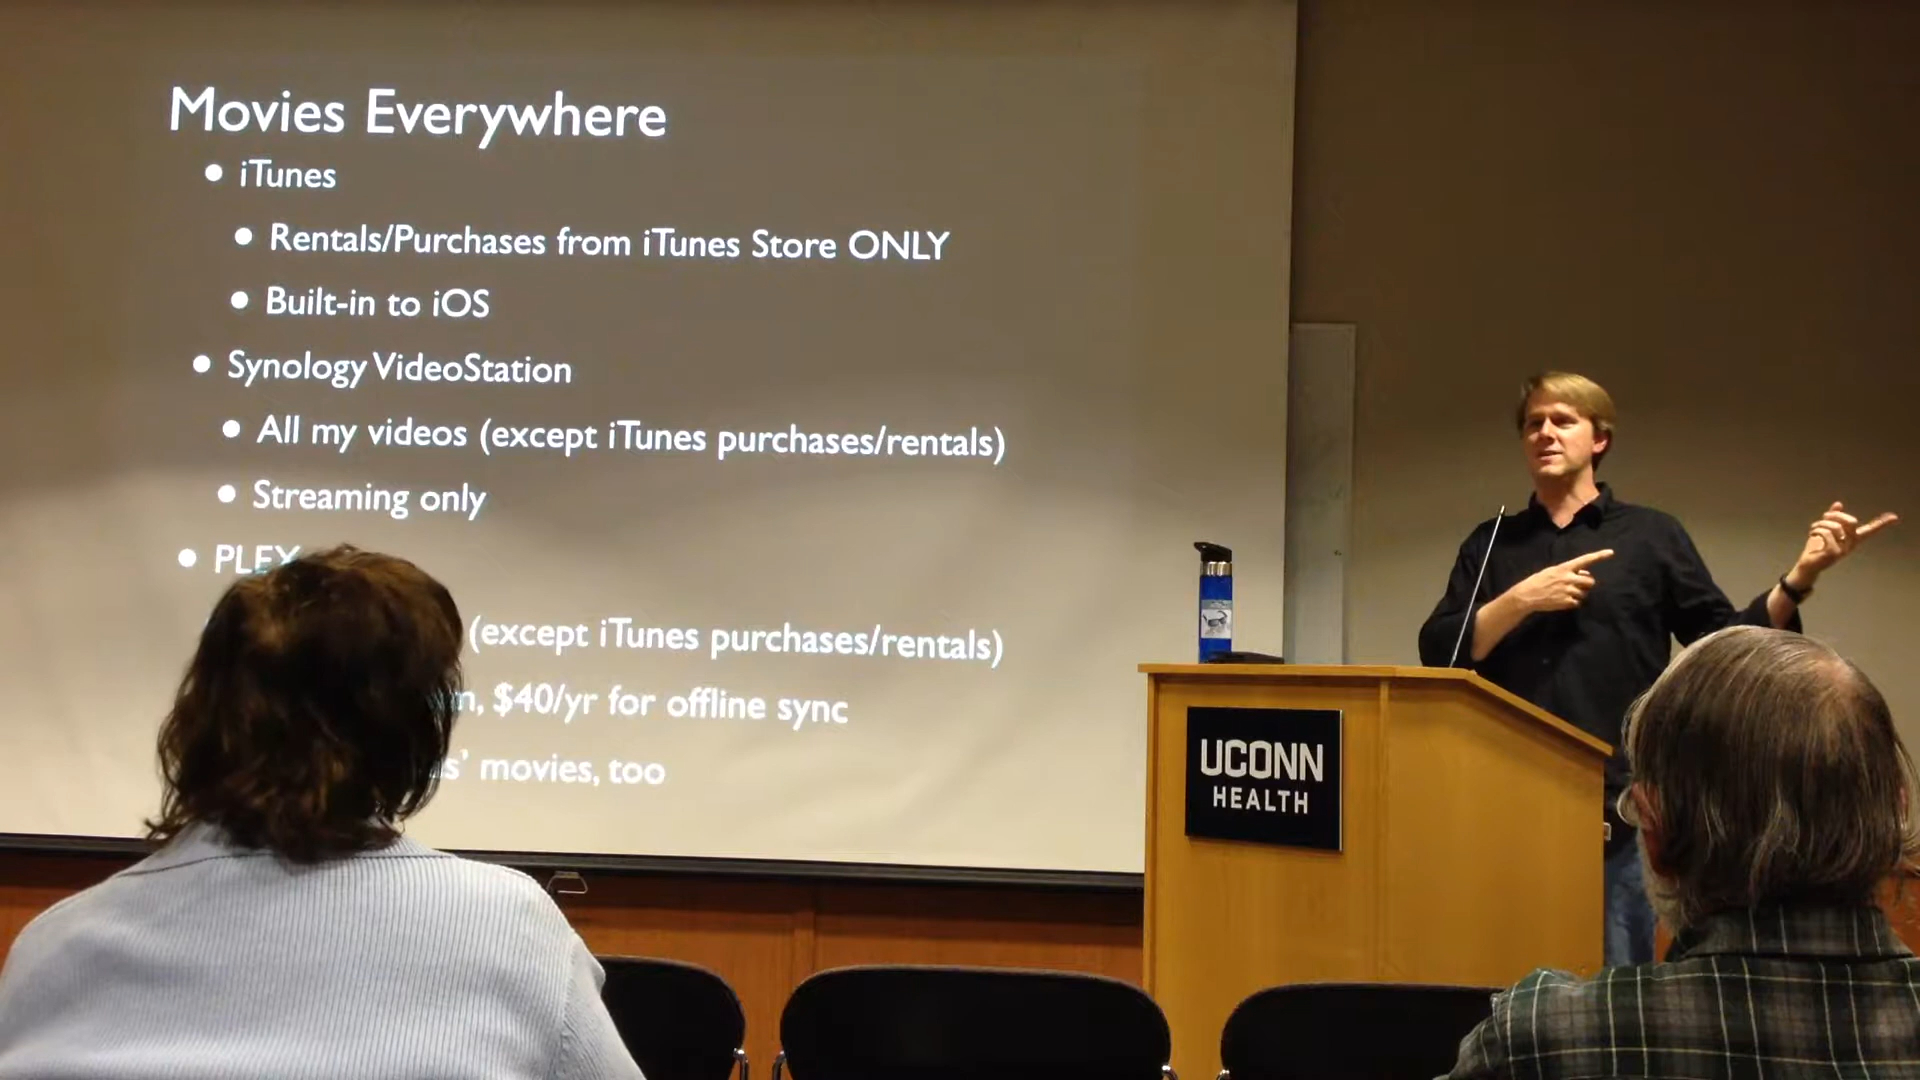 Movies Everywhere
● iTunes
● Rentals/Purchases from iTunes Store ONLY
● Built-in to iOS
● Synology VideoStation
● All my videos (except iTunes purchases/rentals)
● Streaming only
● PLEX
(except iTunes purchases/rentals)
$40/yr for offline sync
movies, too
UCONN
HEALTH